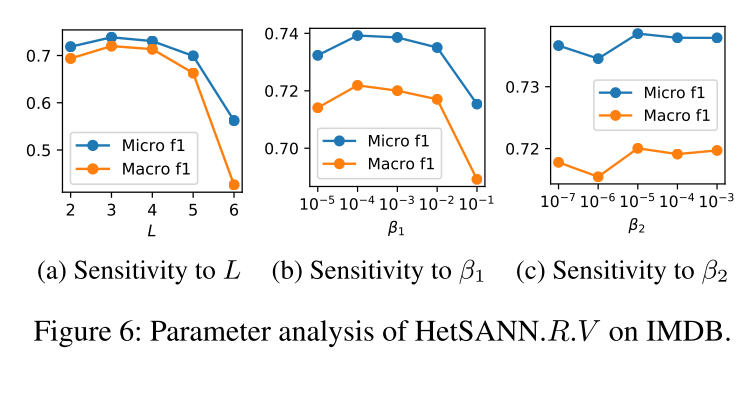 0.7
0.6
0.5
Micro f1
Macro f1
2 3 4 5 6
L
0.74
0.72
0.70
Micro f1
Macro f1
10⁻⁵ 10⁻⁴ 10⁻³ 10⁻² 10⁻¹
β₁
0.73
0.72
Micro f1
Macro f1
10⁻⁷ 10⁻⁶ 10⁻⁵ 10⁻⁴ 10⁻³
β₂
(a) Sensitivity to L
(b) Sensitivity to β₁
(c) Sensitivity to β₂
Figure 6: Parameter analysis of HetSANN.R.V on IMDB.